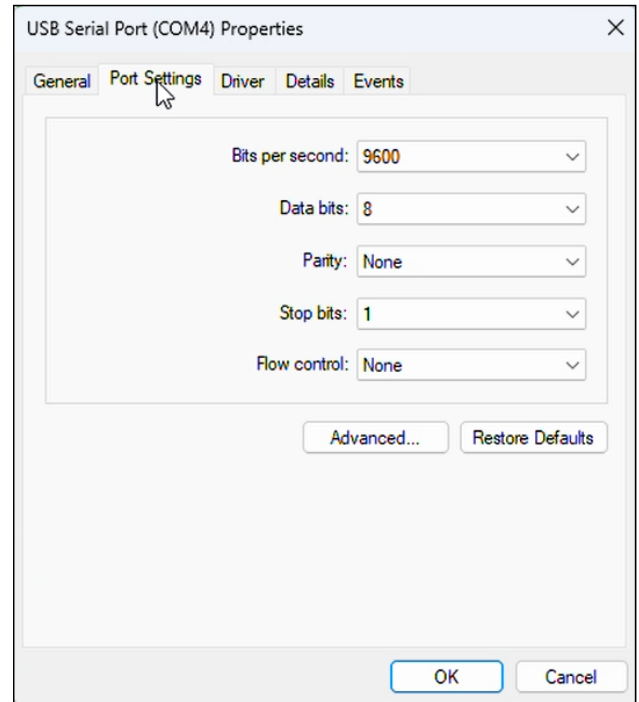 USB Serial Port (COM4) Properties
General Port Settings Driver Details Events
Bits per second: 9600
Data bits: 8
Parity: None
Stop bits: 1
Flow control: None
Advanced... Restore Defaults
OK Cancel